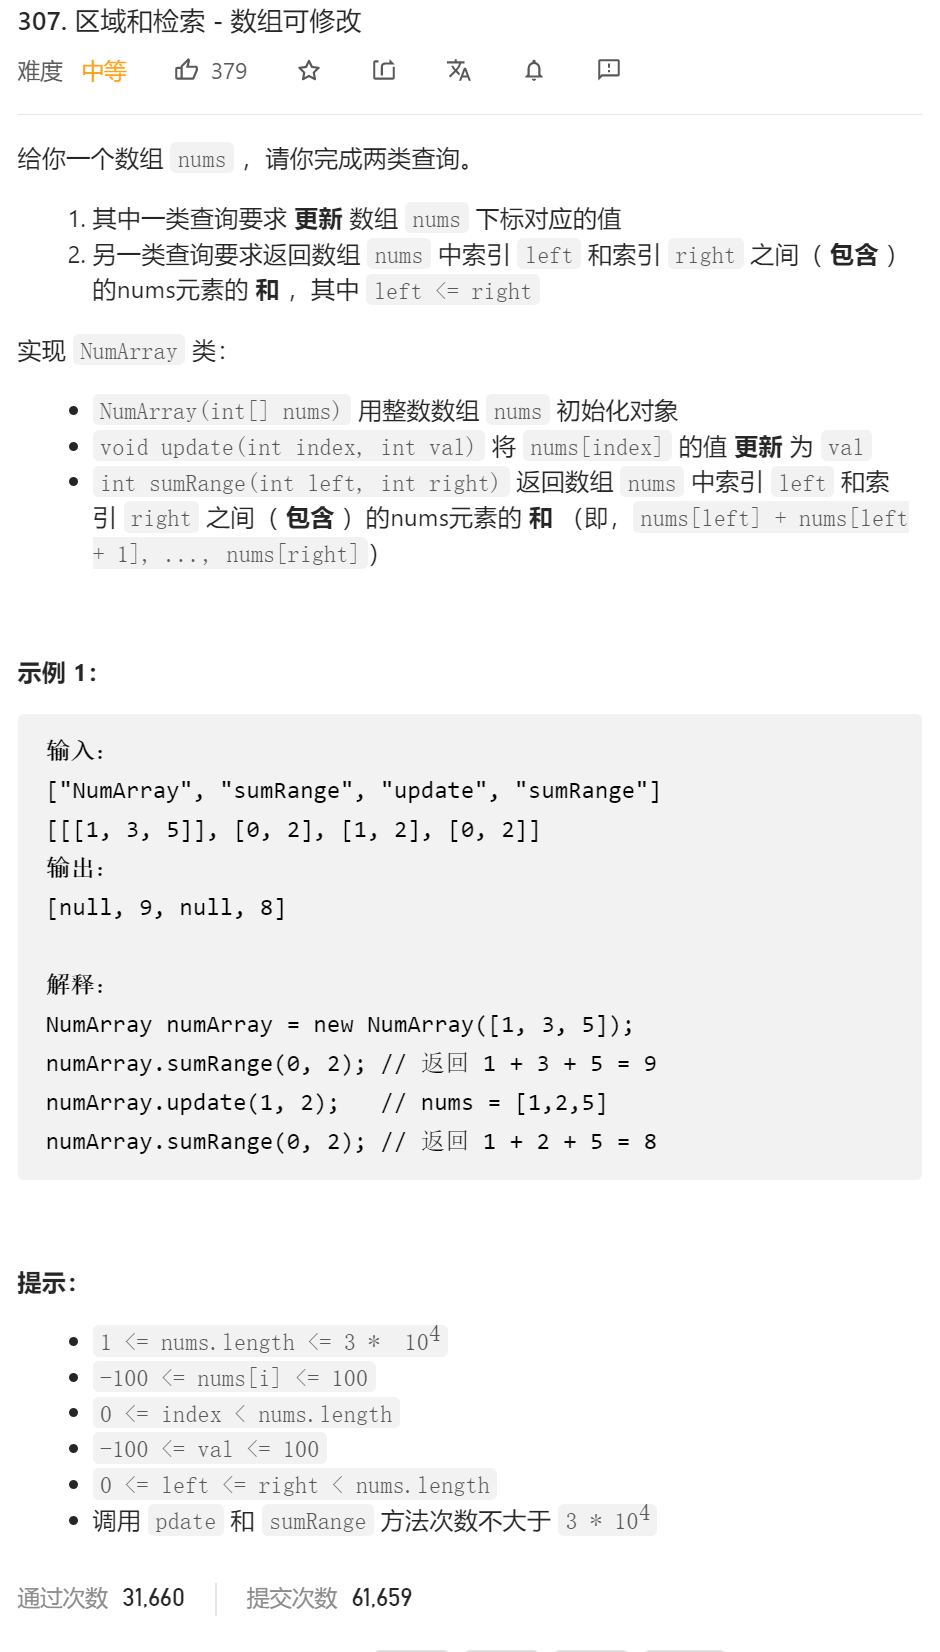 307. 区域和检索 - 数组可修改
难度 中等 379
给你一个数组 nums ，请你完成两类查询。
1. 其中一类查询要求 更新 数组 nums 下标对应的值
2. 另一类查询要求返回数组 nums 中索引 left 和索引 right 之间（ 包含 ）
的nums元素的 和 ，其中 left <= right
实现 NumArray 类：
• NumArray(int[] nums) 用整数数组 nums 初始化对象
• void update(int index, int val) 将 nums[index] 的值 更新 为 val
• int sumRange(int left, int right) 返回数组 nums 中索引 left 和索
引 right 之间（ 包含 ）的nums元素的 和 （即，nums[left] + nums[left
+ 1], ..., nums[right]）
示例 1：
输入：
["NumArray", "sumRange", "update", "sumRange"]
[[[1, 3, 5]], [0, 2], [1, 2], [0, 2]]
输出：
[null, 9, null, 8]
解释：
NumArray numArray = new NumArray([1, 3, 5]);
numArray.sumRange(0, 2); // 返回 1 + 3 + 5 = 9
numArray.update(1, 2);   // nums = [1,2,5]
numArray.sumRange(0, 2); // 返回 1 + 2 + 5 = 8
提示：
• 1 <= nums.length <= 3 * 10⁴
• -100 <= nums[i] <= 100
• 0 <= index < nums.length
• -100 <= val <= 100
• 0 <= left <= right < nums.length
• 调用 pdate 和 sumRange 方法次数不大于 3 * 10⁴
通过次数 31,660 提交次数 61,659